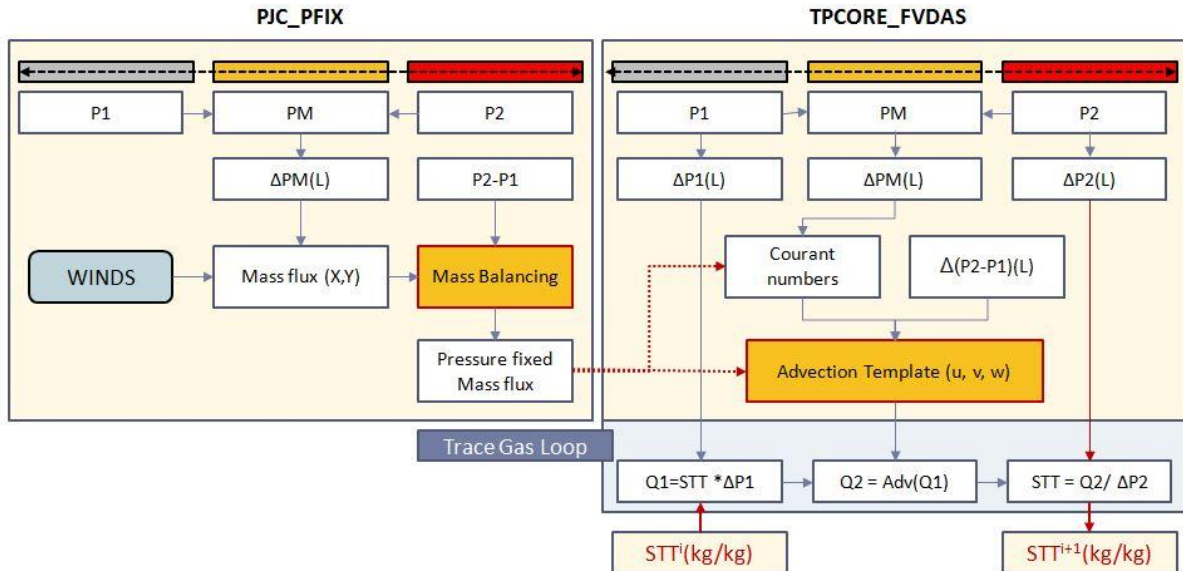 PJC_PFIX
TPCORE_FVDAS
P1
PM
P2
ΔPM(L)
P2-P1
WINDS
Mass flux (X,Y)
Mass Balancing
Pressure fixed
Mass flux
P1
PM
P2
ΔP1(L)
ΔPM(L)
ΔP2(L)
Courant
numbers
Δ(P2-P1)(L)
Advection Template (u, v, w)
Trace Gas Loop
Q1=STT *ΔP1
Q2 = Adv(Q1)
STT = Q2/ ΔP2
STTⁱ(kg/kg)
STTⁱ⁺¹(kg/kg)